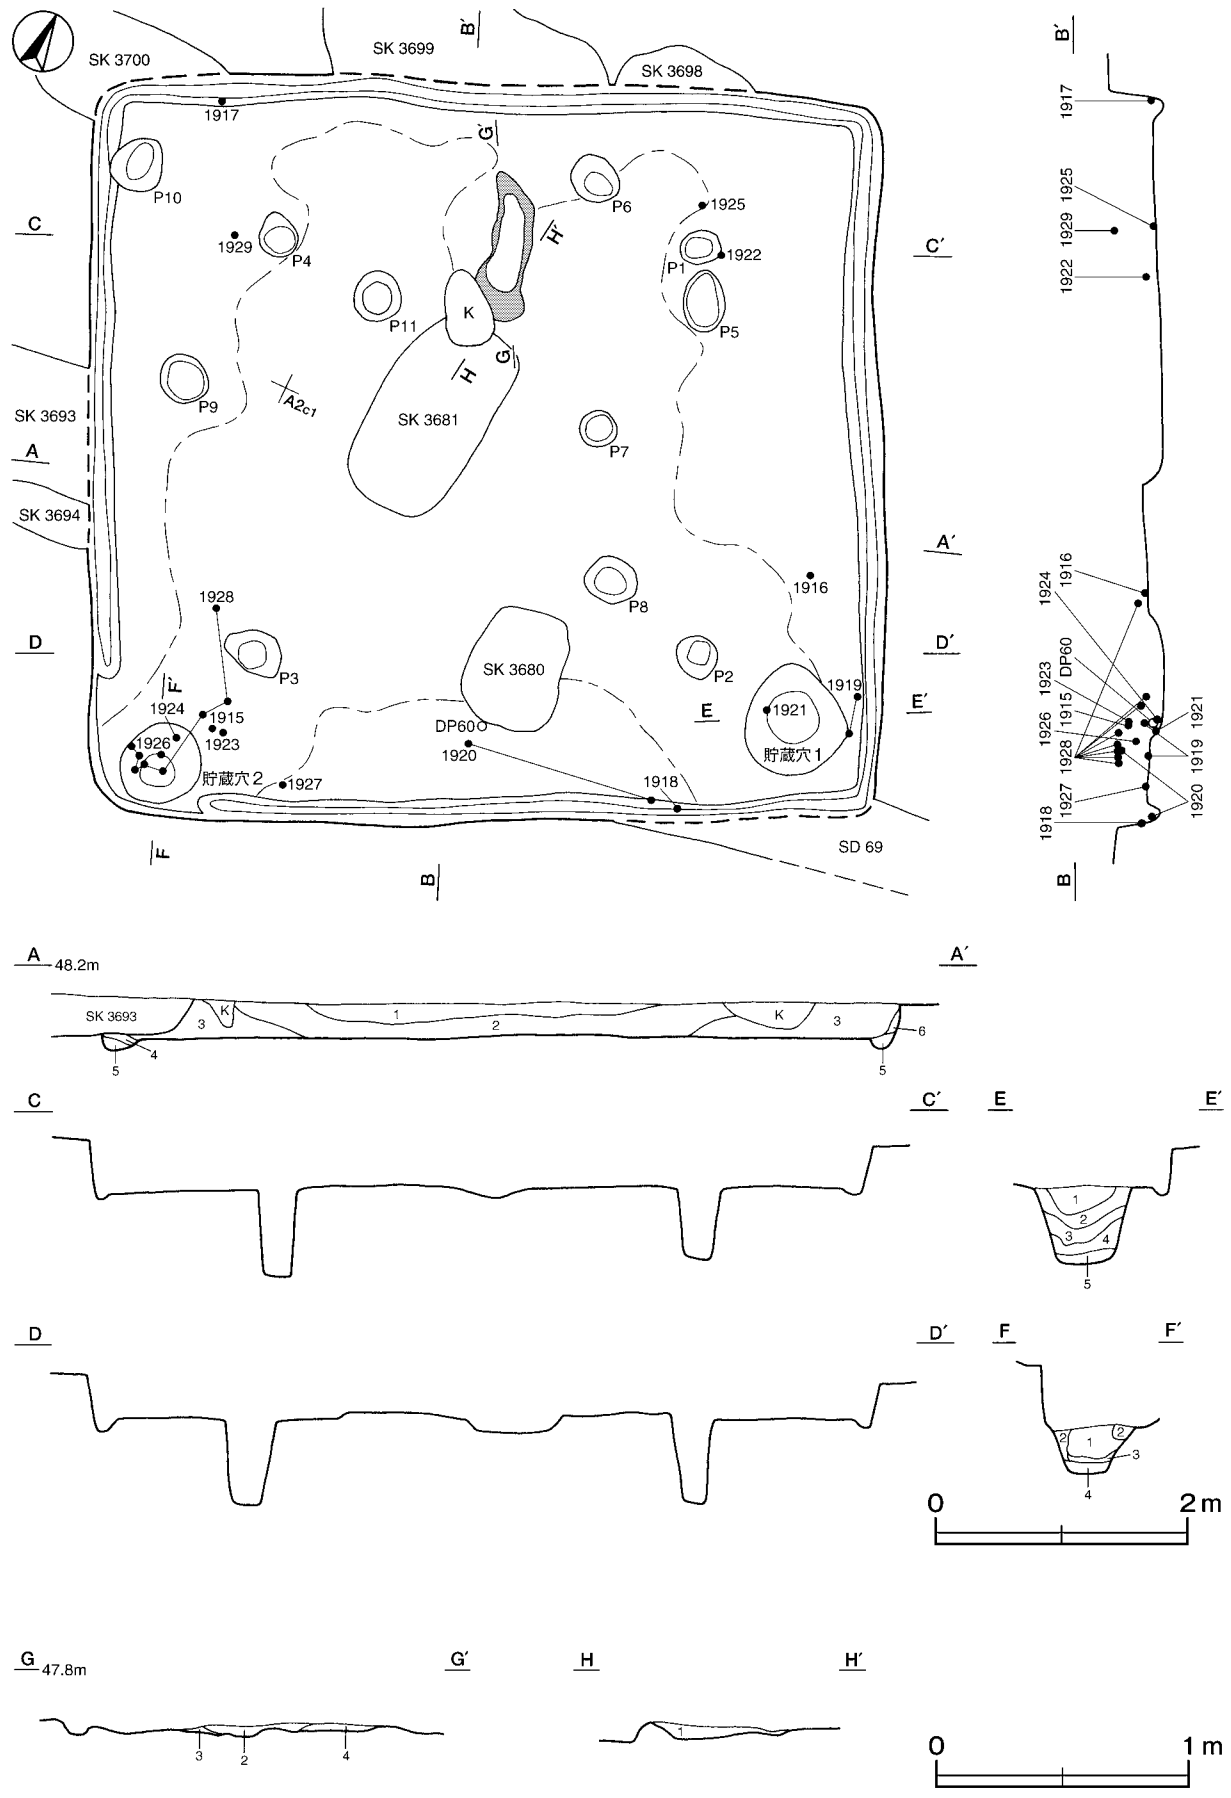 SK 3700
SK 3699
B B′
SK 3698
B′
1917
1917
P10
G′
P6
1925
1925
C
1929
P4
H′
C′
1929
P1
1922
1922
P11
K
P5
G
H
P9
A2c1
SK 3693
SK 3681
A
P7
SK 3694
A′
1916
1916
1924
1928
P8
D
D′
SK 3680
P2
P3
DP60
1923
F′
1919
E
E′
1924
1915
1921
1921
1915
1926
DP60
1923
1926
1920
貯蔵穴1
1928
1919
貯蔵穴2
1927
1918
1927
1920
1918
SD 69
F
B
B
A 48.2m
A′
SK 3693
K
1
K
3
2
3
6
4
5
5
C
C′
E
E′
1
2
3
4
5
D
D′
F
F′
2
1
2
3
4
0
2m
G 47.8m
G′
H
H′
1
3
2
4
0
1m